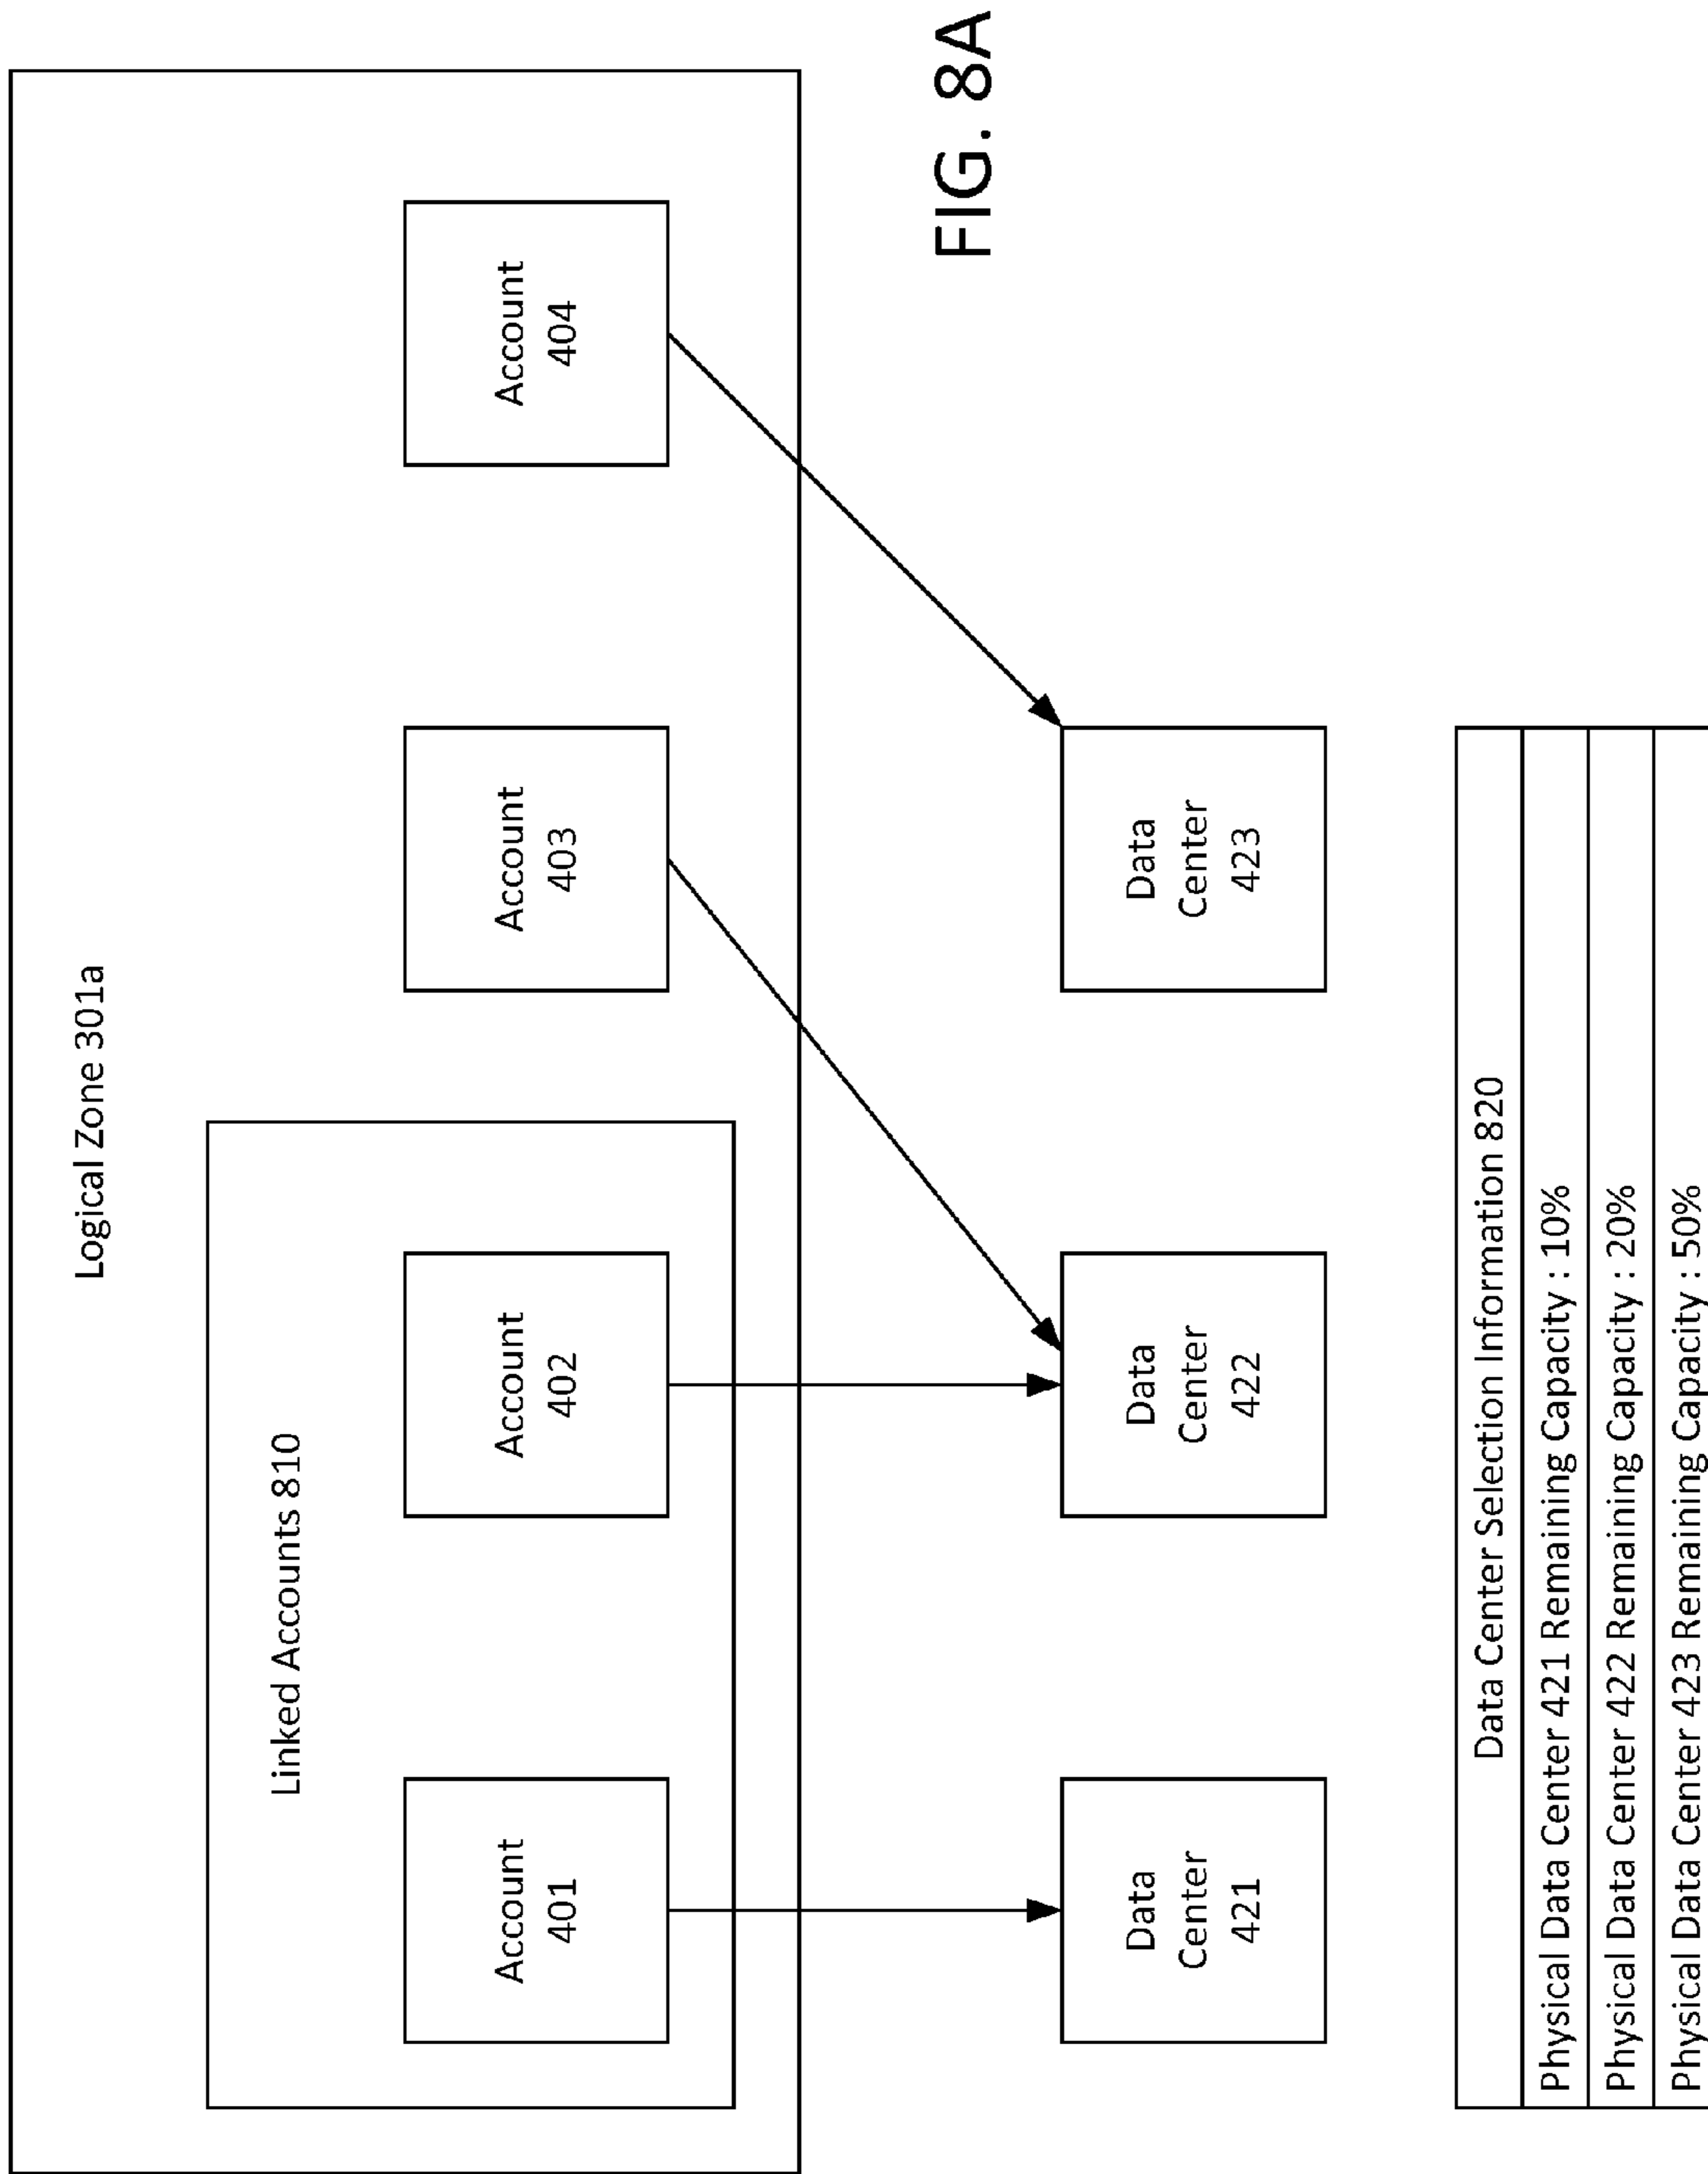 Logical Zone 301a
Linked Accounts 810
Account
401
Account
402
Account
403
Account
404
Data
Center
421
Data
Center
422
Data
Center
423
Data Center Selection Information 820
Physical Data Center 421 Remaining Capacity : 10%
Physical Data Center 422 Remaining Capacity : 20%
Physical Data Center 423 Remaining Capacity : 50%
FIG. 8A